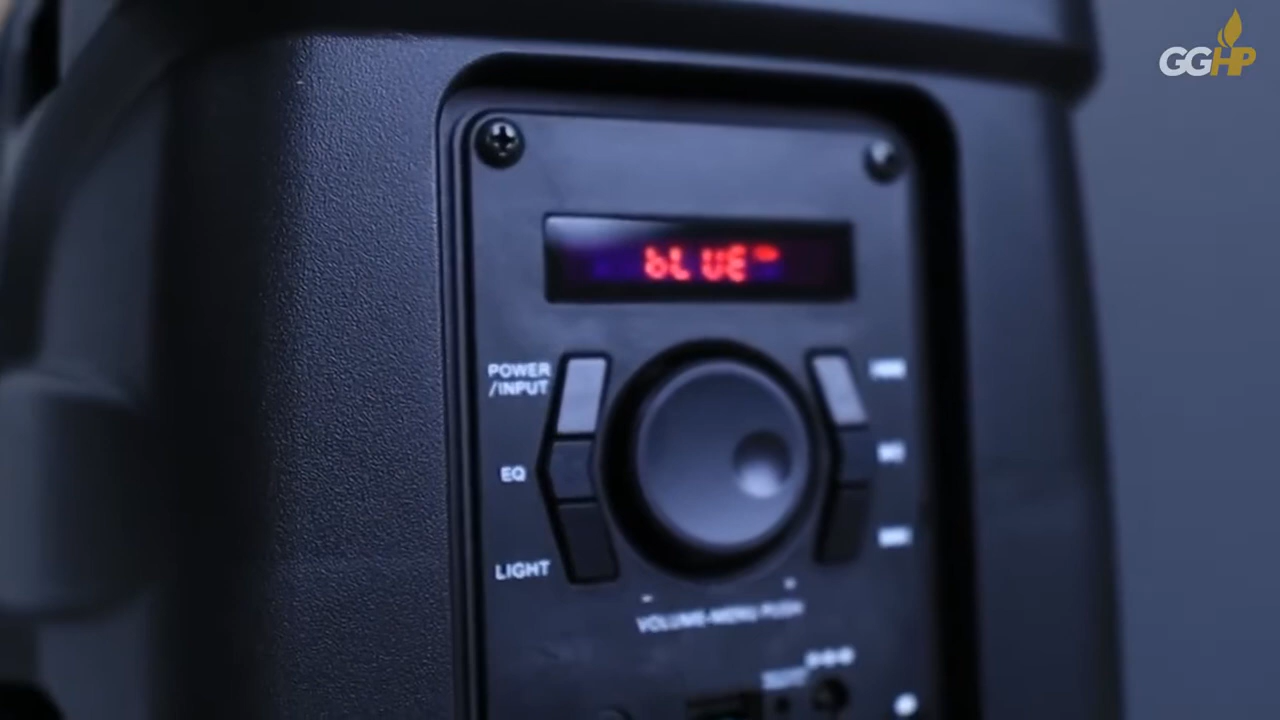 GGHP
bLUE
POWER
/INPUT
EQ
LIGHT
- +
VOLUME-MENU PUSH